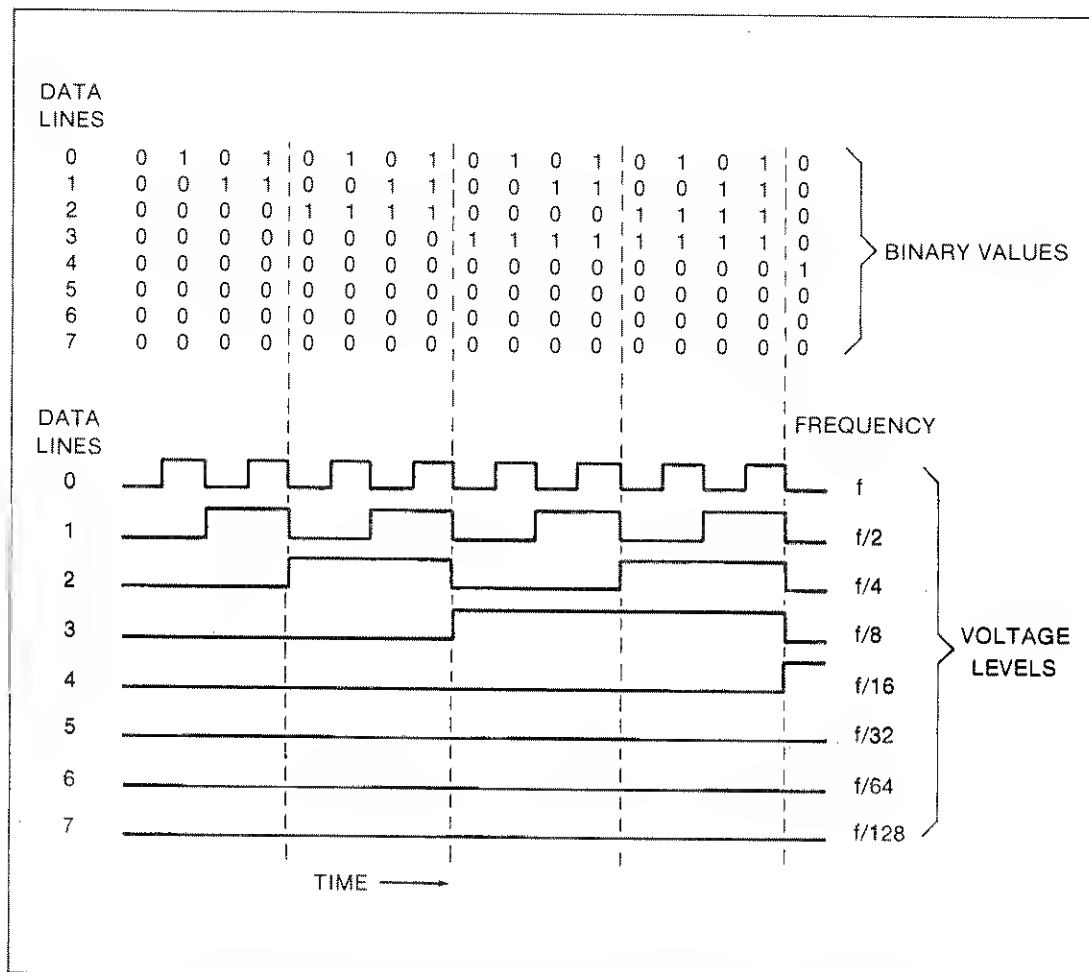 DATA
LINES
0 0 1 0 1 0 1 0 1 0 1 0 1 0 1 0 1 0
1 0 0 1 1 0 0 1 1 0 0 1 1 0 0 1 1 0
2 0 0 0 0 1 1 1 1 0 0 0 0 1 1 1 1 0
3 0 0 0 0 0 0 0 0 1 1 1 1 1 1 1 1 0
BINARY VALUES
4 0 0 0 0 0 0 0 0 0 0 0 0 0 0 0 0 1
5 0 0 0 0 0 0 0 0 0 0 0 0 0 0 0 0 0
6 0 0 0 0 0 0 0 0 0 0 0 0 0 0 0 0 0
7 0 0 0 0 0 0 0 0 0 0 0 0 0 0 0 0 0
DATA
LINES
FREQUENCY
0 f
1 f/2
2 f/4
3 f/8
VOLTAGE
LEVELS
4 f/16
5 f/32
6 f/64
7 f/128
TIME